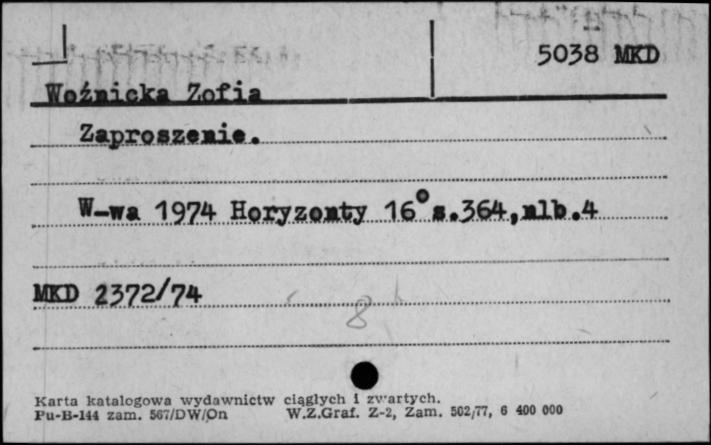 5038 MKD
Woźnicka Zofia
Zaproszenie.
W-wa 1974 Horyzonty 16° s.364,nlb.4
MKD 2372/74
8
Karta katalogowa wydawnictw ciągłych i zwartych.
Pu-B-144 zam. 567/DW/On W.Z.Graf. Z-2, Zam. 502/77, 6 400 000